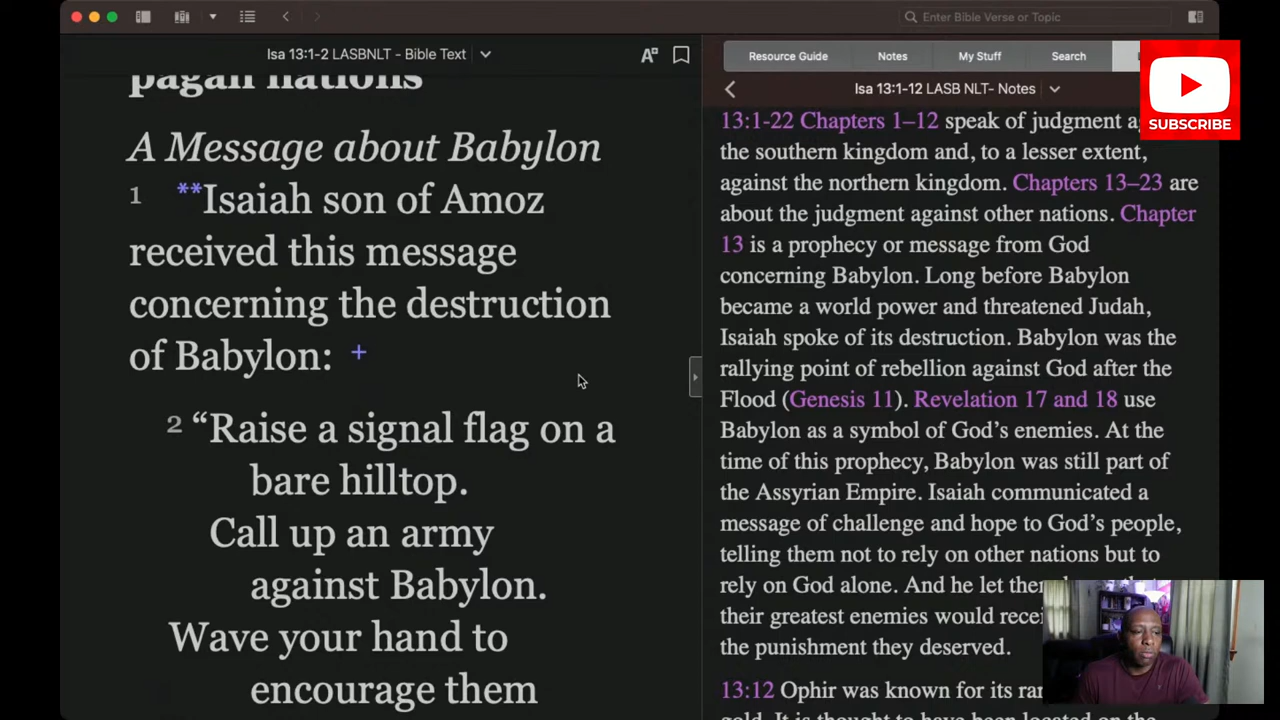 Enter Bible Verse or Topic
Isa 13:1-2 LASBNLT - Bible Text
pagan nations
A Message about Babylon
1 **Isaiah son of Amoz
received this message
concerning the destruction
of Babylon: +
2 “Raise a signal flag on a
bare hilltop.
Call up an army
against Babylon.
Wave your hand to
encourage them
Resource Guide Notes My Stuff Search
Isa 13:1-12 LASB NLT- Notes
13:1-22 Chapters 1–12 speak of judgment
the southern kingdom and, to a lesser extent,
against the northern kingdom. Chapters 13–23 are
about the judgment against other nations. Chapter
13 is a prophecy or message from God
concerning Babylon. Long before Babylon
became a world power and threatened Judah,
Isaiah spoke of its destruction. Babylon was the
rallying point of rebellion against God after the
Flood (Genesis 11). Revelation 17 and 18 use
Babylon as a symbol of God’s enemies. At the
time of this prophecy, Babylon was still part of
the Assyrian Empire. Isaiah communicated a
message of challenge and hope to God’s people,
telling them not to rely on other nations but to
rely on God alone. And he let
their greatest enemies would
the punishment they deserved.
13:12 Ophir was known for its
gold. It is thought to have been located on the
SUBSCRIBE